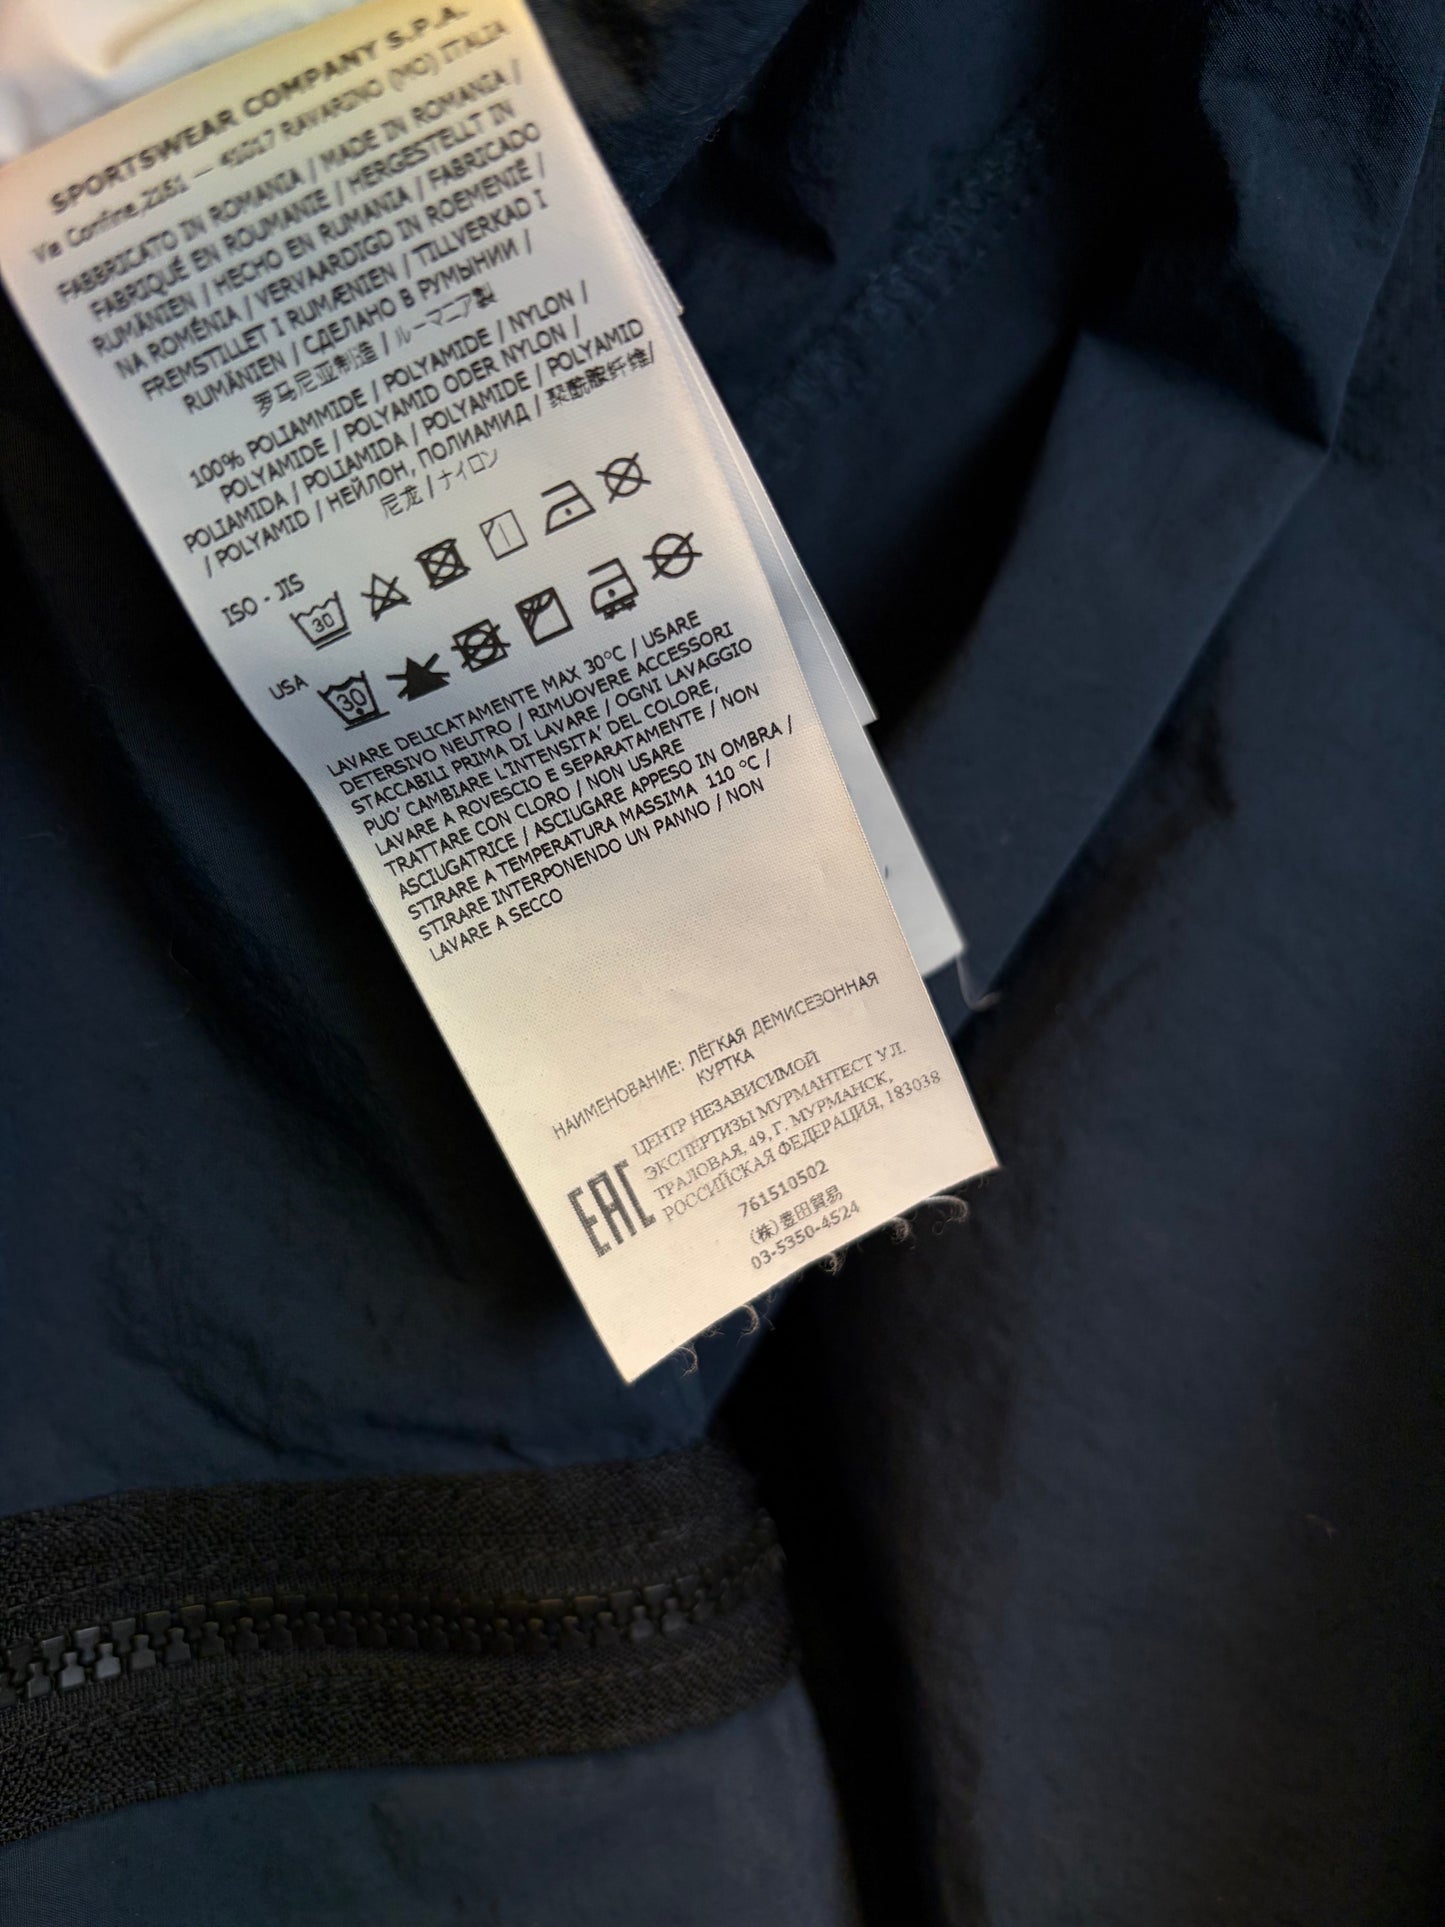 SPORTSWEAR COMPANY S.P.A.
Via Confine,2161 — 41017 RAVARINO (MO) ITALIA
FABBRICATO IN ROMANIA / MADE IN ROMANIA /
FABRIQUÉ EN ROUMANIE / HERGESTELLT IN
RUMÄNIEN / HECHO EN RUMANIA / FABRICADO
NA ROMÉNIA / VERVAARDIGD IN ROEMENIË /
FREMSTILLET I RUMÆNIEN / TILLVERKAD I
RUMÄNIEN / СДЕЛАНО В РУМЫНИИ /
罗马尼亚制造 / ルーマニア製
100% POLIAMMIDE / POLYAMIDE / NYLON /
POLYAMIDE / POLYAMID ODER NYLON /
POLIAMIDA / POLIAMIDA / POLYAMIDE / POLYAMID
/ POLYAMID / НЕЙЛОН, ПОЛИАМИД / 聚酰胺纤维/
尼龙 / ナイロン
ISO - JIS
30
USA
30
LAVARE DELICATAMENTE MAX 30°C / USARE
DETERSIVO NEUTRO / RIMUOVERE ACCESSORI
STACCABILI PRIMA DI LAVARE / OGNI LAVAGGIO
PUO' CAMBIARE L'INTENSITA' DEL COLORE,
LAVARE A ROVESCIO E SEPARATAMENTE / NON
TRATTARE CON CLORO / NON USARE
ASCIUGATRICE / ASCIUGARE APPESO IN OMBRA /
STIRARE A TEMPERATURA MASSIMA 110 °C /
STIRARE INTERPONENDO UN PANNO / NON
LAVARE A SECCO
НАИМЕНОВАНИЕ: ЛЁГКАЯ ДЕМИСЕЗОННАЯ
КУРТКА
EAC
ЦЕНТР НЕЗАВИСИМОЙ
ЭКСПЕРТИЗЫ МУРМАНТЕСТ УЛ.
ТРАЛОВАЯ, 49, Г. МУРМАНСК,
РОССИЙСКАЯ ФЕДЕРАЦИЯ, 183038
761510502
(株)豊田貿易
03-5350-4524